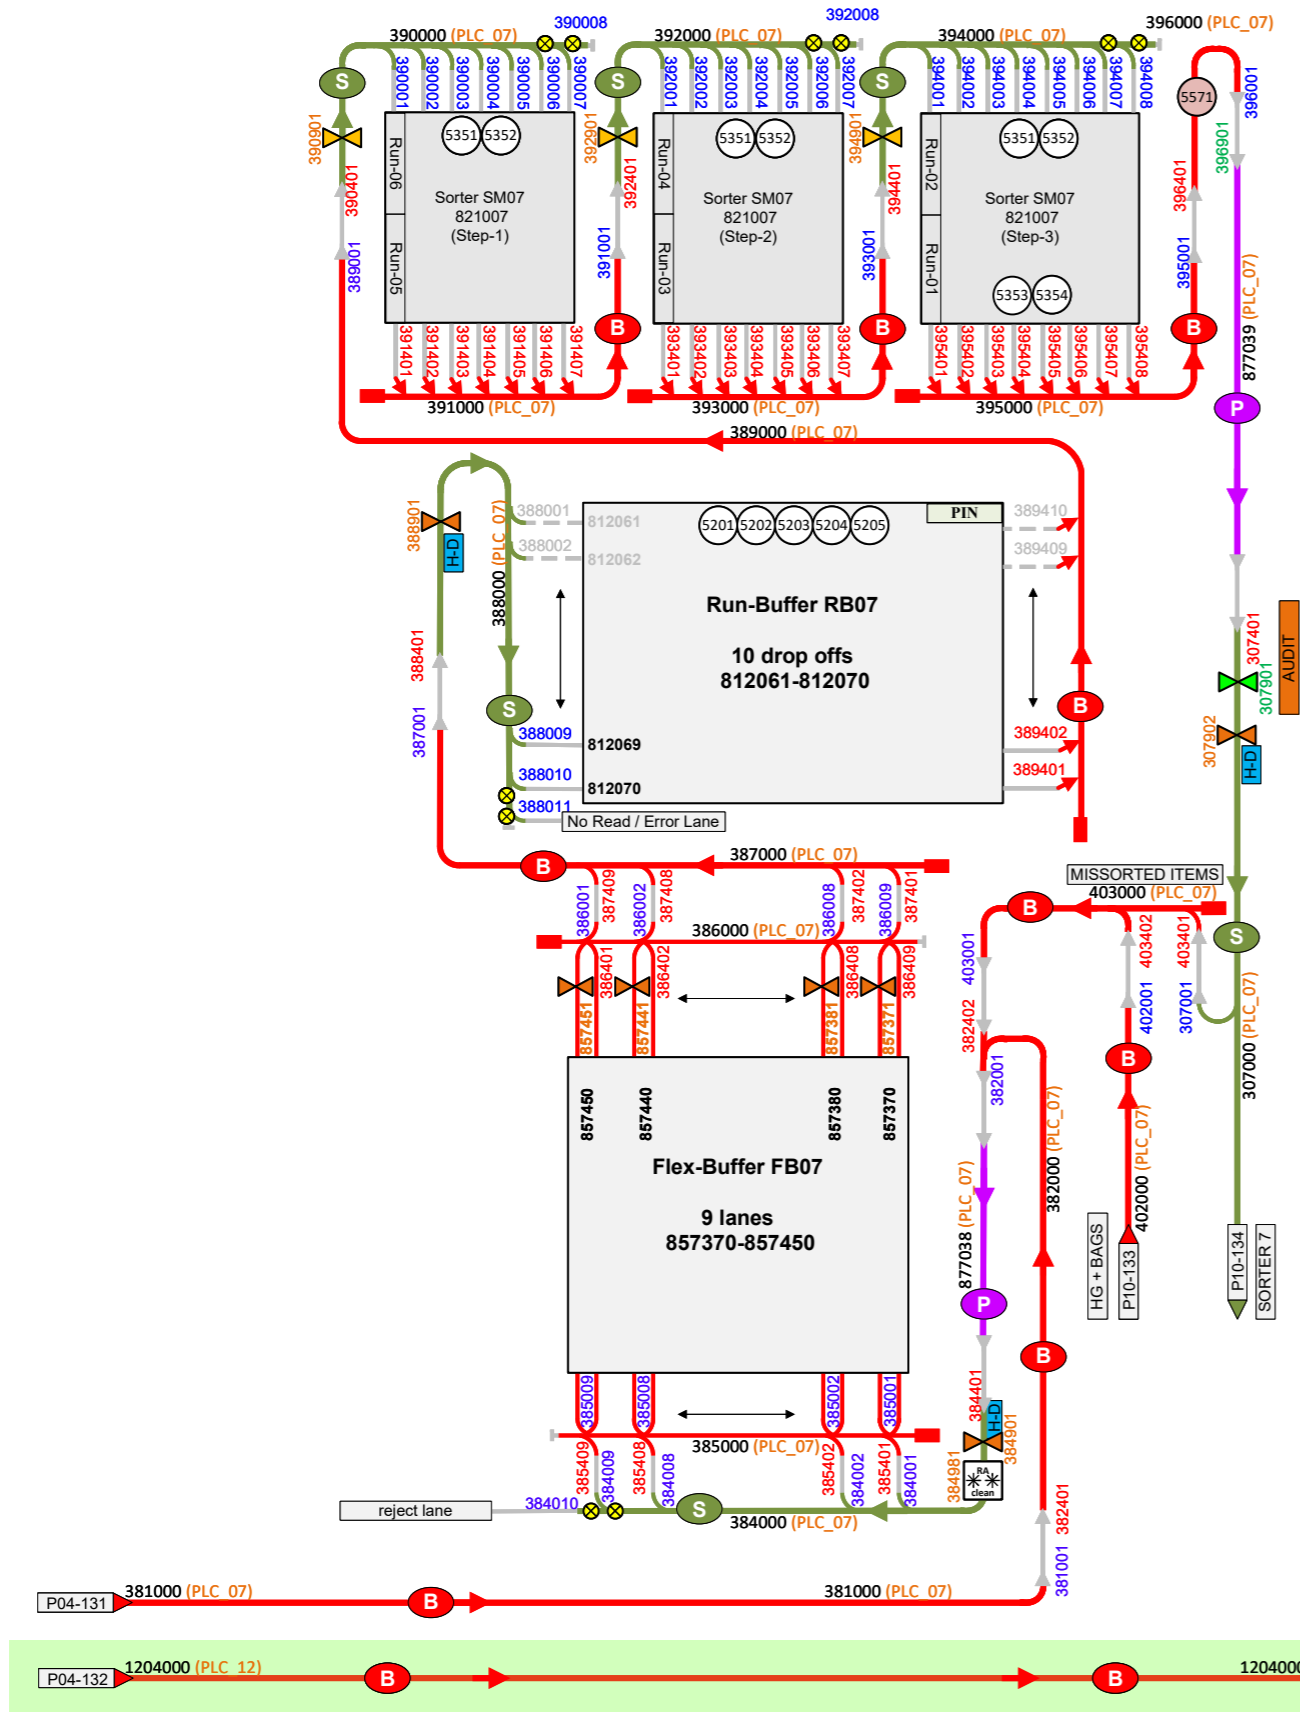 390008
392008
396000 (PLC_07)
390000 (PLC_07)
392000 (PLC_07)
394000 (PLC_07)
S
S
S
390001
390002
390003
390004
390005
390006
390007
392001
392002
392003
392004
392005
392006
392007
394001
394002
394003
394004
394005
394006
394007
394008
5571
396001
390901
392901
394901
396901
5351
5352
5351
5352
5351
5352
Run-06
Run-04
Run-02
390401
392401
394401
396401
Sorter SM07
821007
(Step-1)
Sorter SM07
821007
(Step-2)
Sorter SM07
821007
(Step-3)
389001
391001
393001
395001
Run-05
Run-03
Run-01
5353
5354
B
B
B
877039 (PLC_07)
391401
391402
391403
391404
391405
391406
391407
393401
393402
393403
393404
393405
393406
393407
395401
395402
395403
395404
395405
395406
395407
395408
391000 (PLC_07)
393000 (PLC_07)
395000 (PLC_07)
P
389000 (PLC_07)
388901
H-D
388000 (PLC_07)
388001
812061
388002
812062
5201
5202
5203
5204
5205
PIN
389410
389409
Run-Buffer RB07
10 drop offs
812061-812070
388401
387001
307401
307901
AUDIT
307902
H-D
S
B
388009
812069
388010
812070
388011
No Read / Error Lane
389402
389401
387000 (PLC_07)
B
MISSORTED ITEMS
403000 (PLC_07)
B
S
386001
387409
386002
387408
386008
387402
386009
387401
386000 (PLC_07)
386401
386402
386408
386409
403001
403402
403401
382402
402001
307001
307000 (PLC_07)
857451
857441
857381
857371
382001
B
857450
857440
857380
857370
Flex-Buffer FB07
9 lanes
857370-857450
382000 (PLC_07)
402000 (PLC_07)
877038 (PLC_07)
HG + BAGS
P10-133
P10-134
SORTER 7
P
B
385009
385008
385002
385001
384401
H-D
384901
385000 (PLC_07)
385409
384009
385408
384008
385402
384002
385401
384001
384981
RA
clean
382401
reject lane
384010
S
384000 (PLC_07)
381001
P04-131
381000 (PLC_07)
B
381000 (PLC_07)
P04-132
1204000 (PLC_12)
B
B
1204000